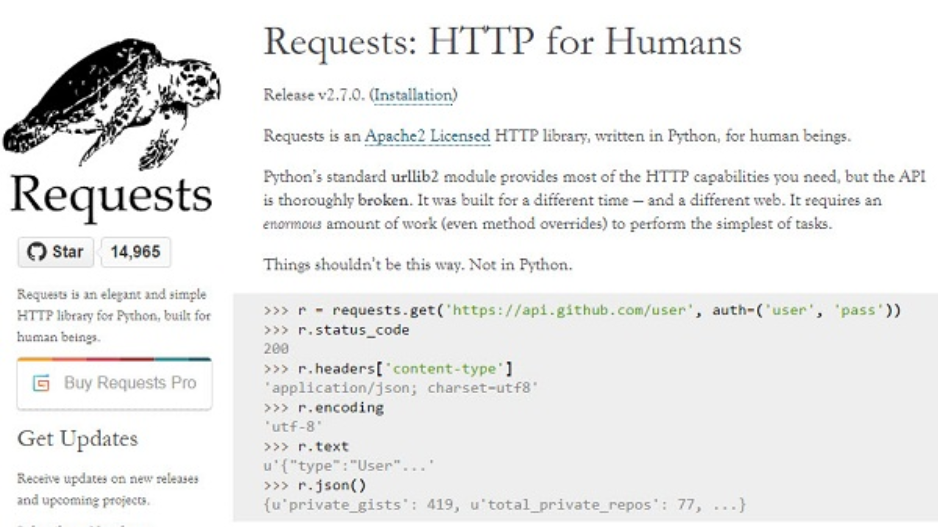 Requests: HTTP for Humans
Release v2.7.0. (Installation)
Requests is an Apache2 Licensed HTTP library, written in Python, for human beings.
Python's standard urllib2 module provides most of the HTTP capabilities you need, but the API
is thoroughly broken. It was built for a different time — and a different web. It requires an
enormous amount of work (even method overrides) to perform the simplest of tasks.
Things shouldn't be this way. Not in Python.
>>> r = requests.get('https://api.github.com/user', auth=('user', 'pass'))
>>> r.status_code
200
>>> r.headers['content-type']
'application/json; charset=utf8'
>>> r.encoding
'utf-8'
>>> r.text
u'{"type":"User"...'
>>> r.json()
{u'private_gists': 419, u'total_private_repos': 77, ...}
Requests
Star 14,965
Requests is an elegant and simple
HTTP library for Python, built for
human beings.
Buy Requests Pro
Get Updates
Receive updates on new releases
and upcoming projects.